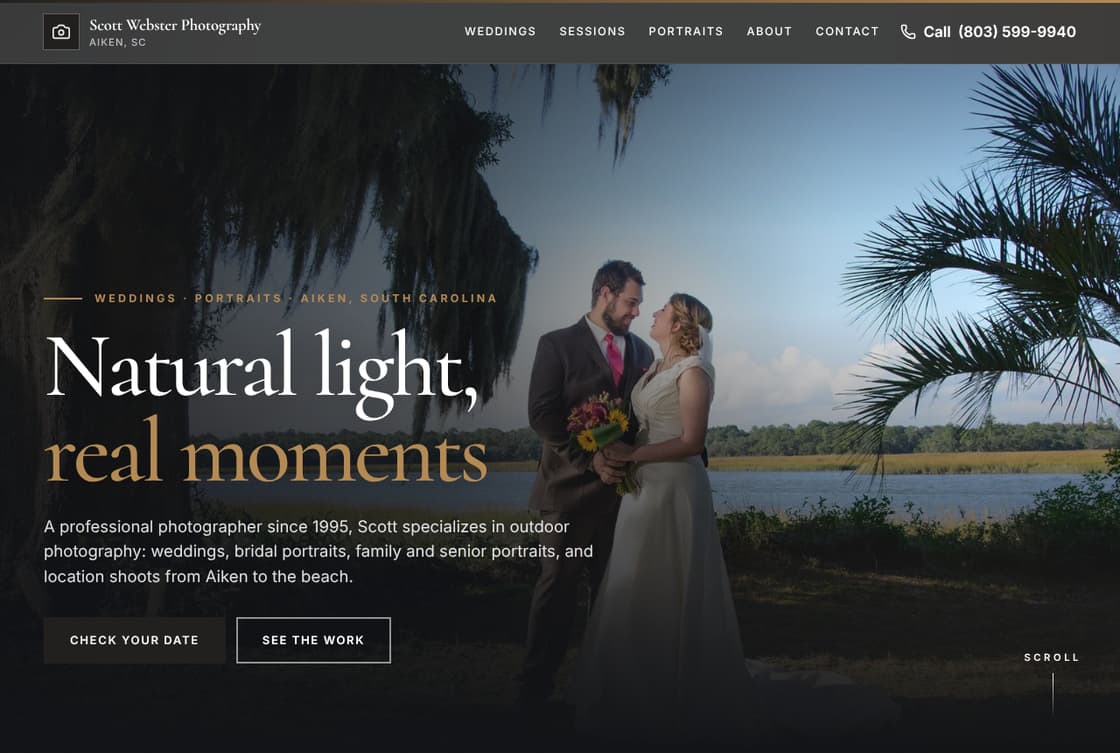 Scott Webster Photography
AIKEN, SC
WEDDINGS SESSIONS PORTRAITS ABOUT CONTACT Call (803) 599-9940
WEDDINGS · PORTRAITS · AIKEN, SOUTH CAROLINA
Natural light,
real moments
A professional photographer since 1995, Scott specializes in outdoor
photography: weddings, bridal portraits, family and senior portraits, and
location shoots from Aiken to the beach.
CHECK YOUR DATE SEE THE WORK
SCROLL